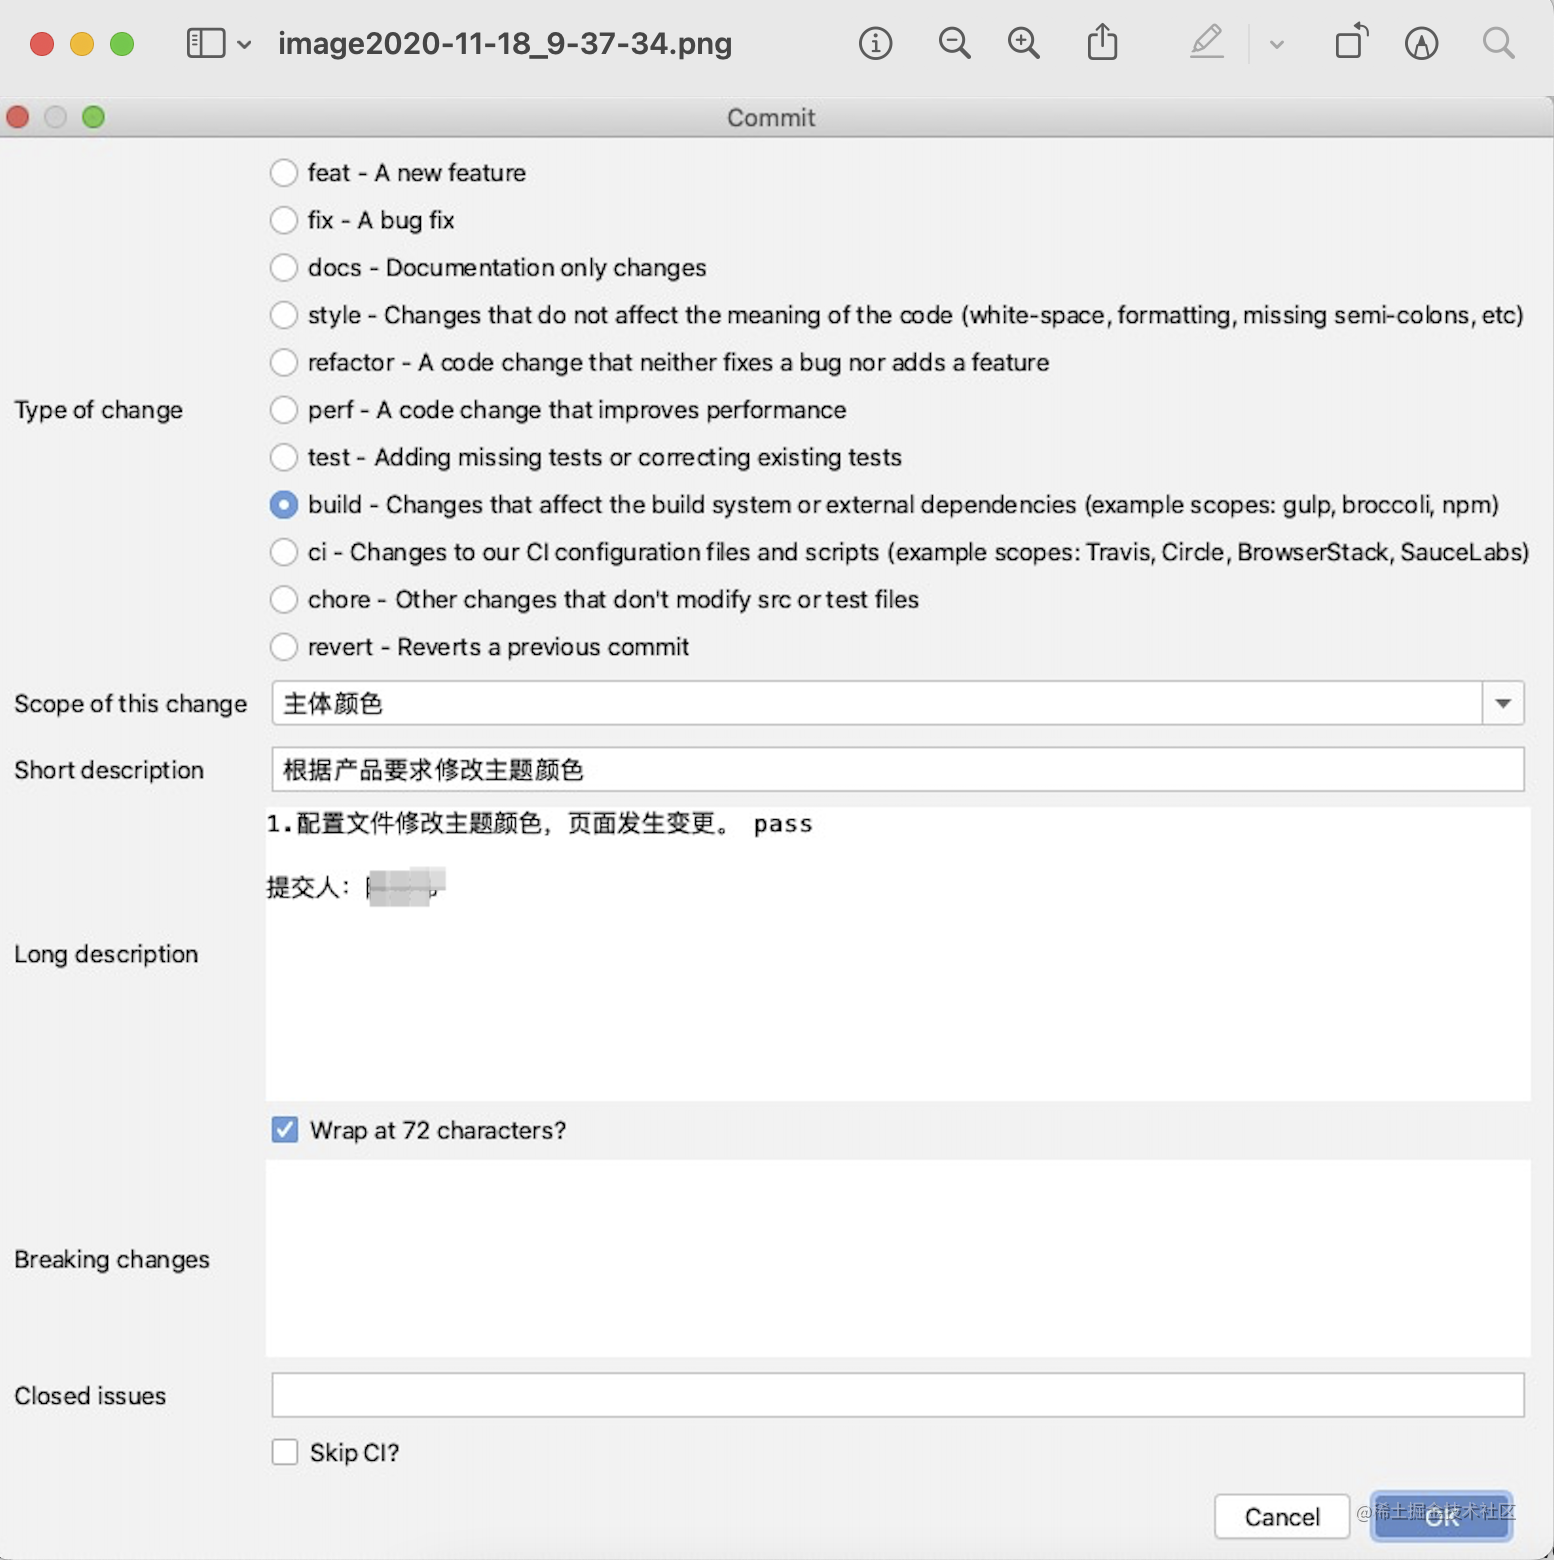 image2020-11-18_9-37-34.png
Commit
feat - A new feature
fix - A bug fix
docs - Documentation only changes
style - Changes that do not affect the meaning of the code (white-space, formatting, missing semi-colons, etc)
refactor - A code change that neither fixes a bug nor adds a feature
Type of change
perf - A code change that improves performance
test - Adding missing tests or correcting existing tests
build - Changes that affect the build system or external dependencies (example scopes: gulp, broccoli, npm)
ci - Changes to our CI configuration files and scripts (example scopes: Travis, Circle, BrowserStack, SauceLabs)
chore - Other changes that don't modify src or test files
revert - Reverts a previous commit
Scope of this change 主体颜色
Short description 根据产品要求修改主题颜色
1.配置文件修改主题颜色，页面发生变更。 pass
提交人：
Long description
Wrap at 72 characters?
Breaking changes
Closed issues
Skip CI?
Cancel OK
@稀土掘金技术社区